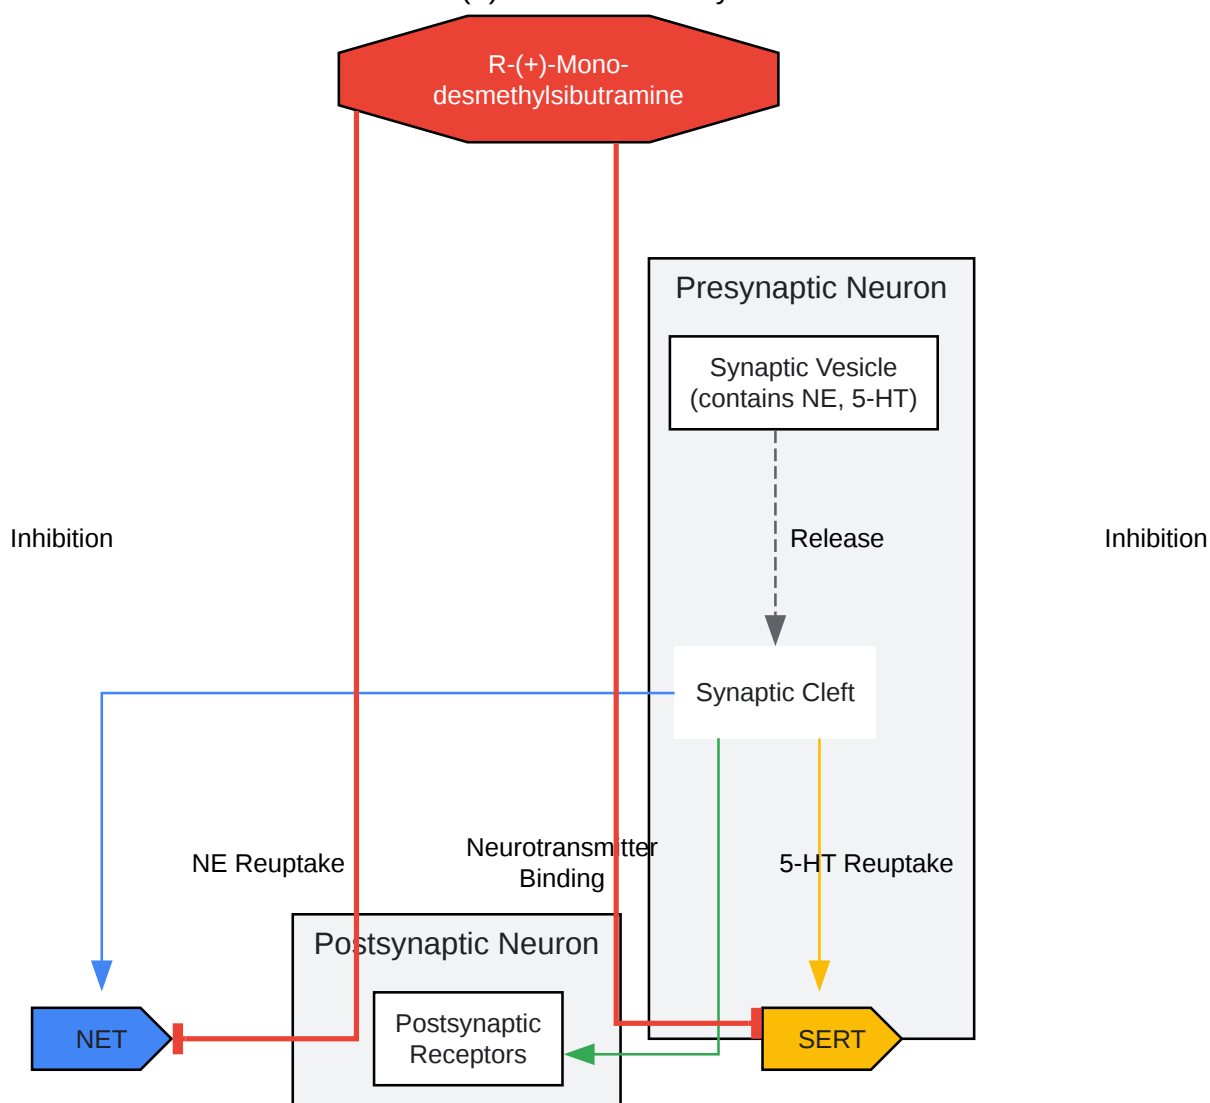 R-(+)-Mono-
desmethylsibutramine
Presynaptic Neuron
Synaptic Vesicle
(contains NE, 5-HT)
Inhibition
Release
Inhibition
Synaptic Cleft
NE Reuptake
Neurotransmitter
Binding
5-HT Reuptake
Postsynaptic Neuron
NET
Postsynaptic
Receptors
SERT